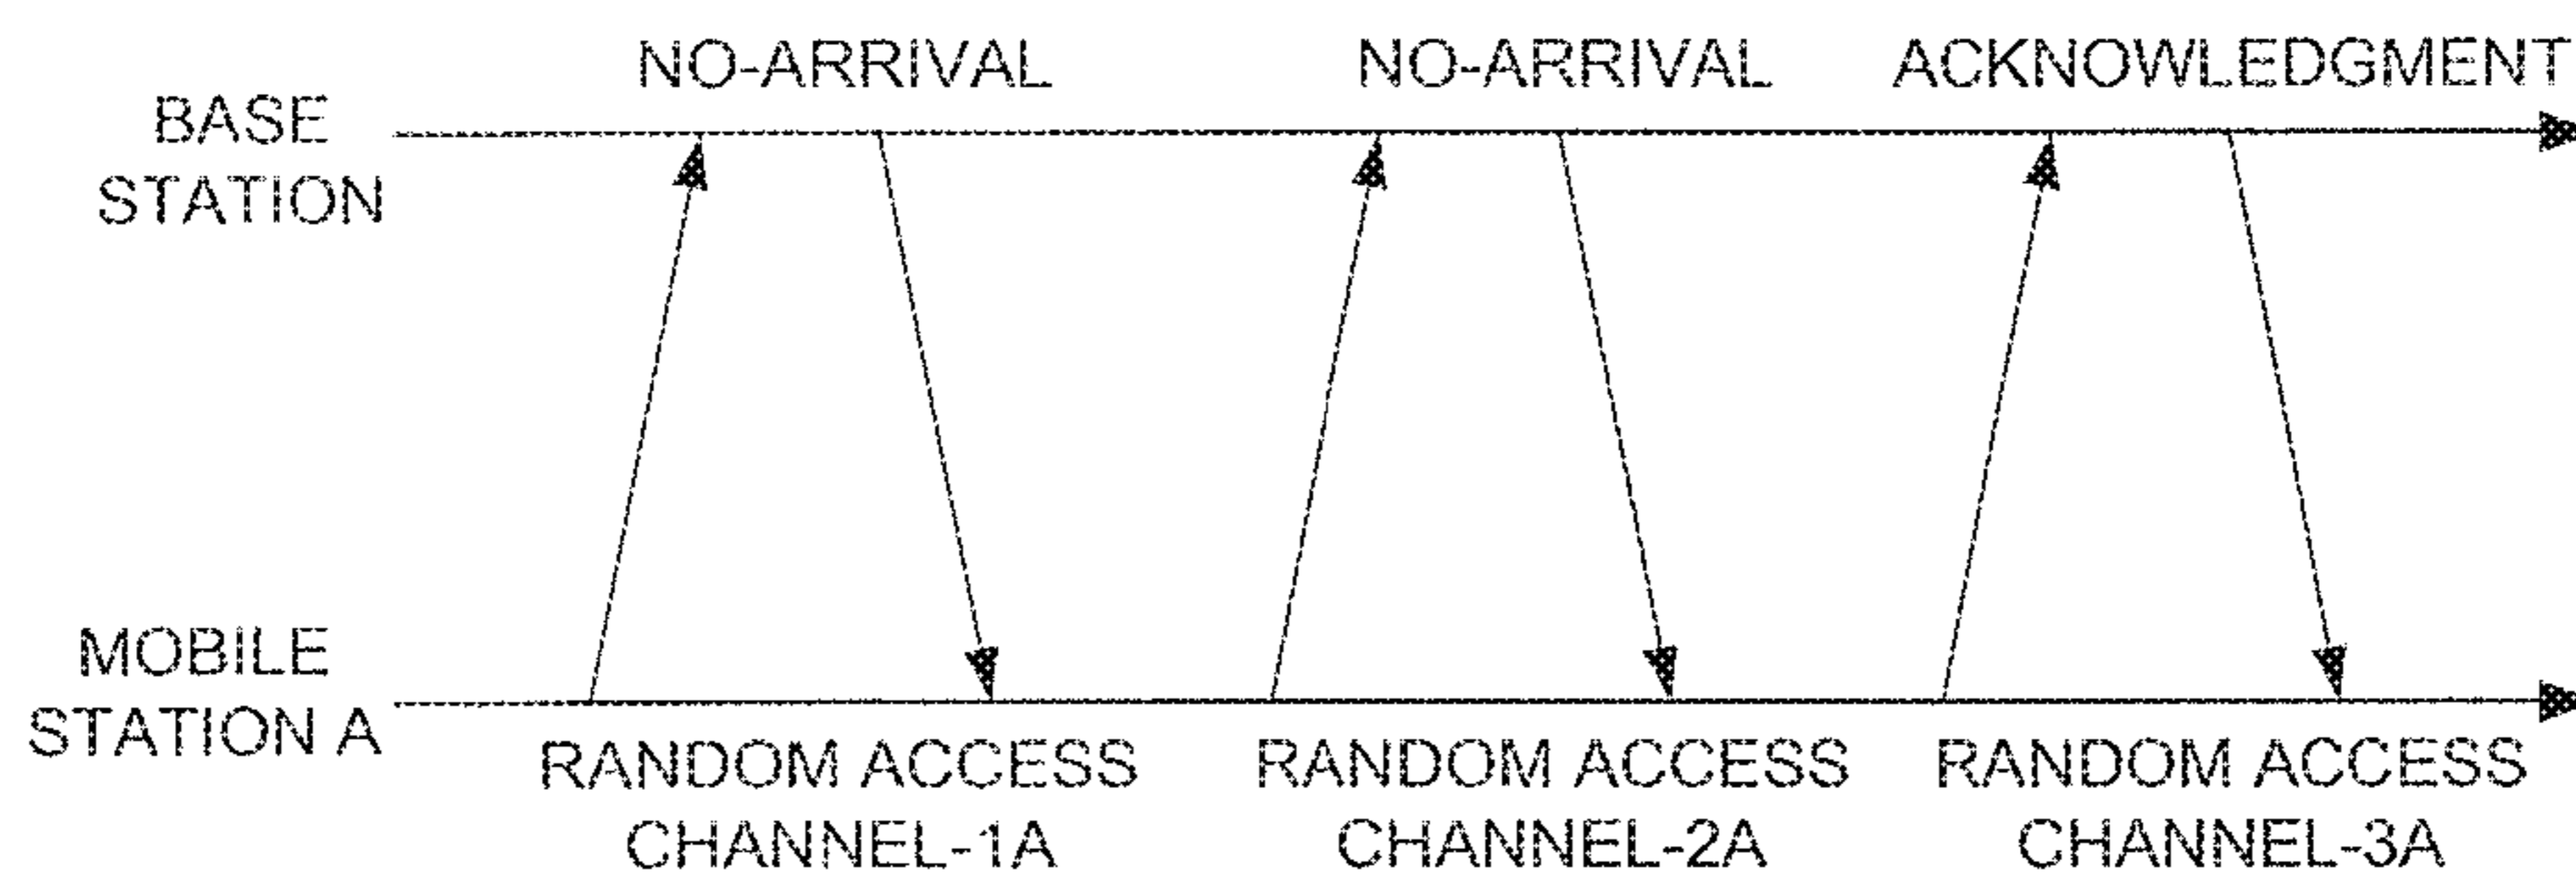 NO-ARRIVAL
NO-ARRIVAL
ACKNOWLEDGMENT
BASE
STATION
MOBILE
STATION A
RANDOM ACCESS
CHANNEL-1A
RANDOM ACCESS
CHANNEL-2A
RANDOM ACCESS
CHANNEL-3A